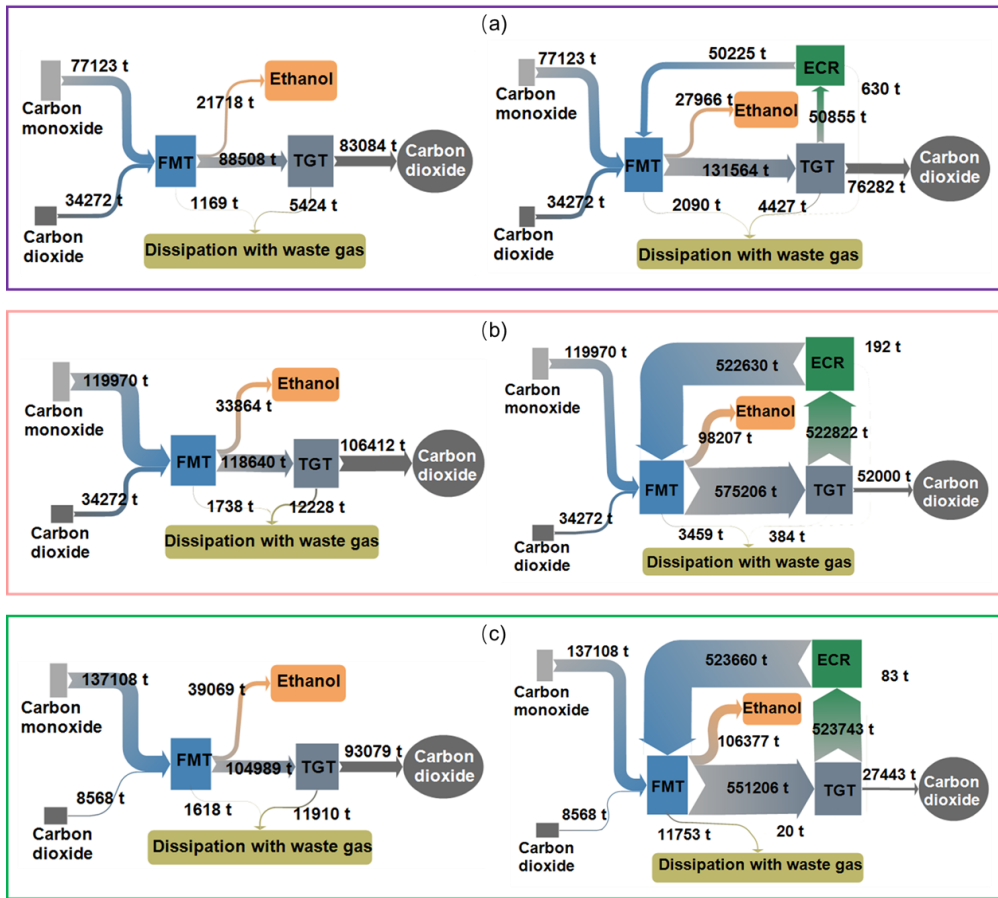 (a)
77123 t
Carbon
monoxide
21718 t
Ethanol
FMT
88508 t
TGT
83084 t
Carbon
dioxide
34272 t
Carbon
dioxide
1169 t
5424 t
Dissipation with waste gas
77123 t
Carbon
monoxide
50225 t
ECR
630 t
27966 t
Ethanol
50855 t
FMT
131564 t
TGT
Carbon
dioxide
76282 t
34272 t
Carbon
dioxide
2090 t
4427 t
Dissipation with waste gas
(b)
119970 t
Carbon
monoxide
33864 t
Ethanol
FMT
118640 t
TGT
106412 t
Carbon
dioxide
34272 t
Carbon
dioxide
1738 t
12228 t
Dissipation with waste gas
119970 t
Carbon
monoxide
522630 t
ECR
192 t
98207 t
Ethanol
522822 t
FMT
575206 t
TGT
52000 t
Carbon
dioxide
34272 t
Carbon
dioxide
3459 t
384 t
Dissipation with waste gas
(c)
137108 t
Carbon
monoxide
39069 t
Ethanol
FMT
104989 t
TGT
93079 t
Carbon
dioxide
8568 t
Carbon
dioxide
1618 t
11910 t
Dissipation with waste gas
137108 t
Carbon
monoxide
523660 t
ECR
83 t
Ethanol
106377 t
523743 t
FMT
551206 t
TGT
27443 t
Carbon
dioxide
8568 t
Carbon
dioxide
11753 t
20 t
Dissipation with waste gas